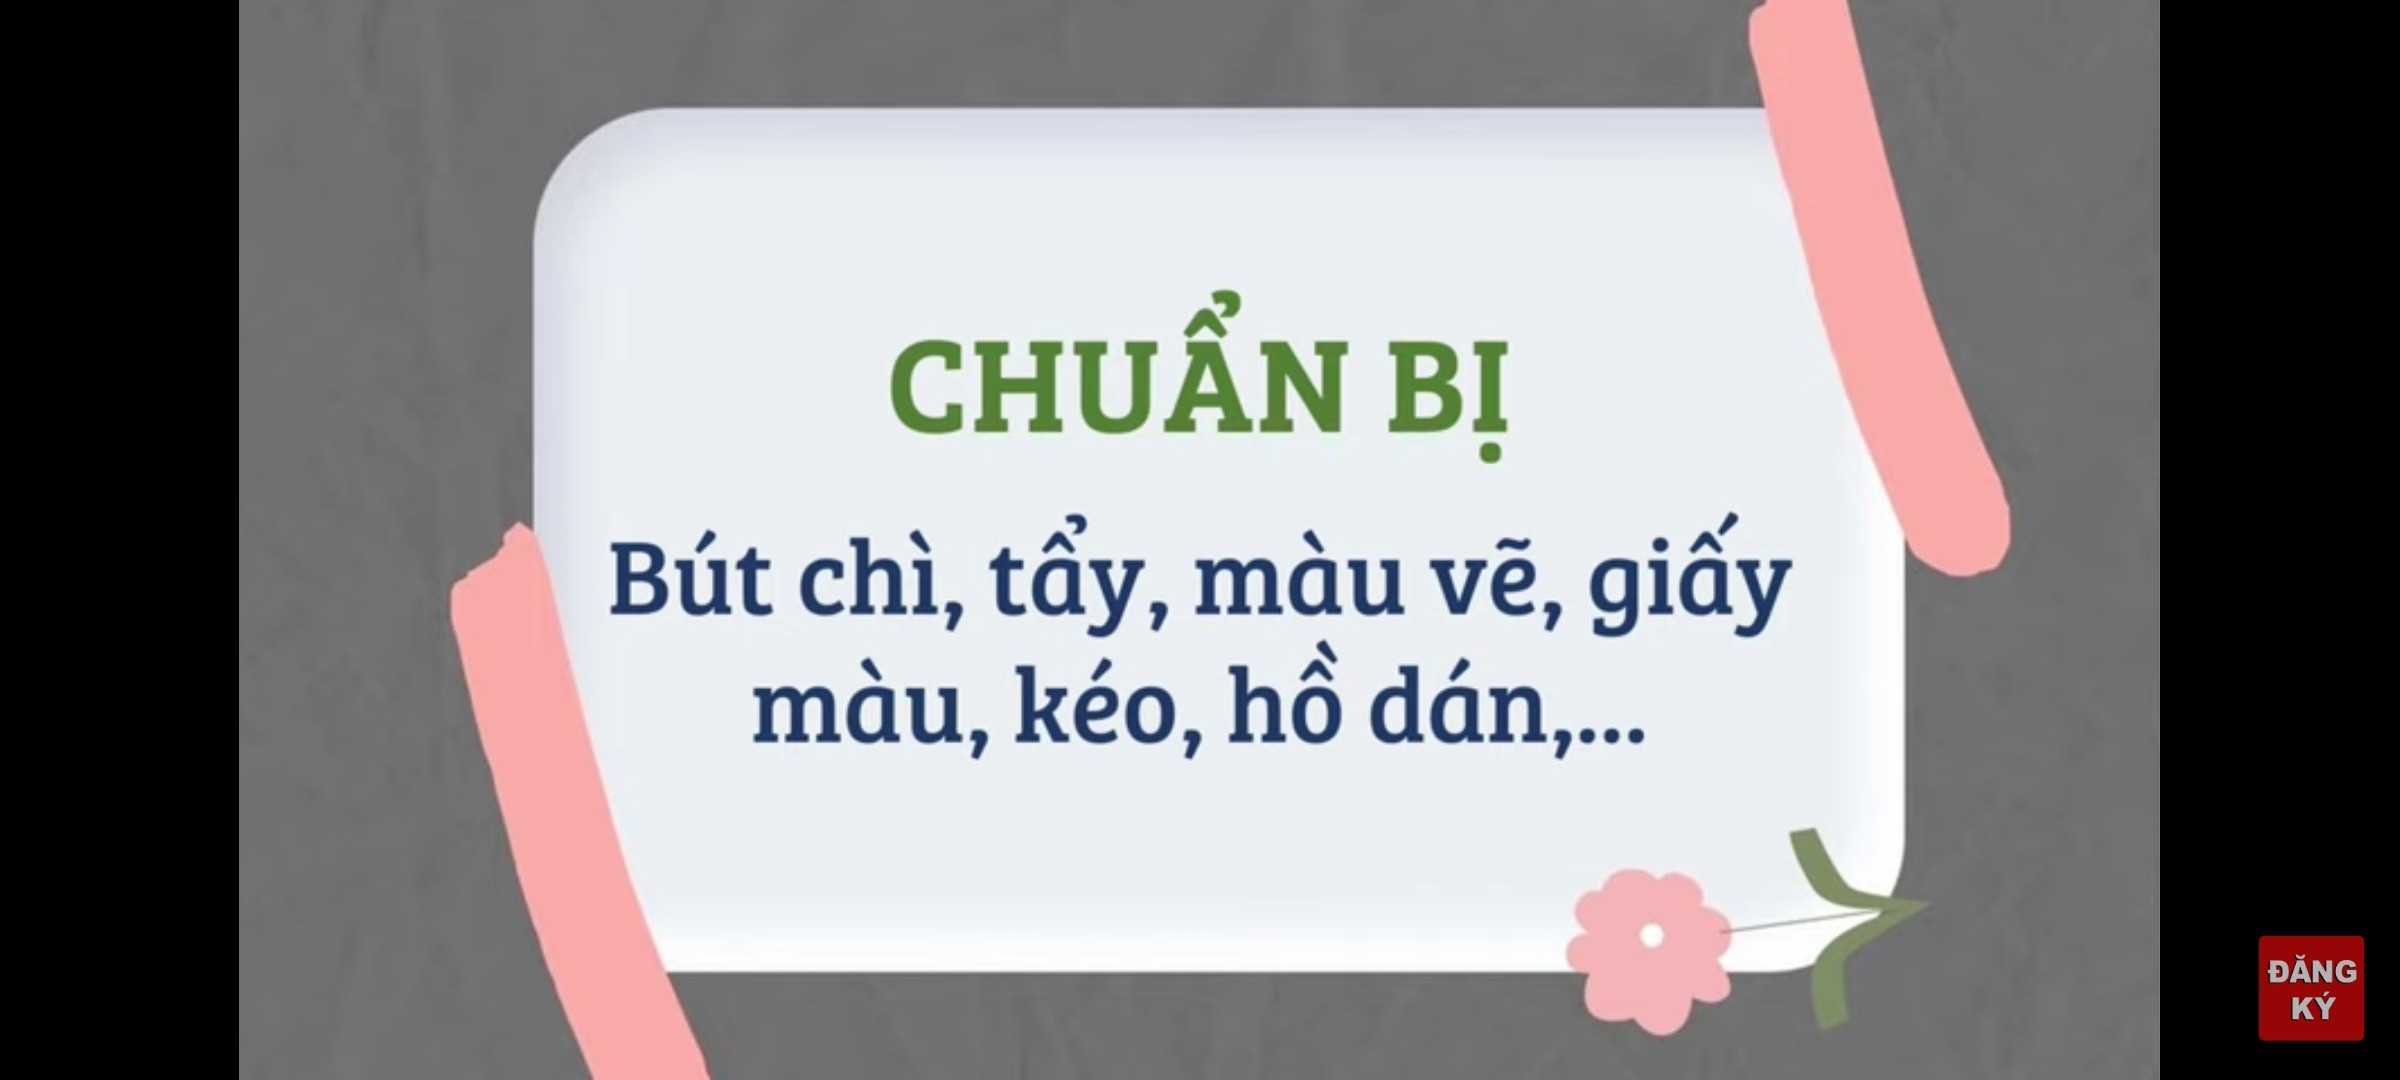 CHUẨN BỊ
Bút chì, tẩy, màu vẽ, giấy
màu, kéo, hồ dán,...
ĐĂNG
KÝ